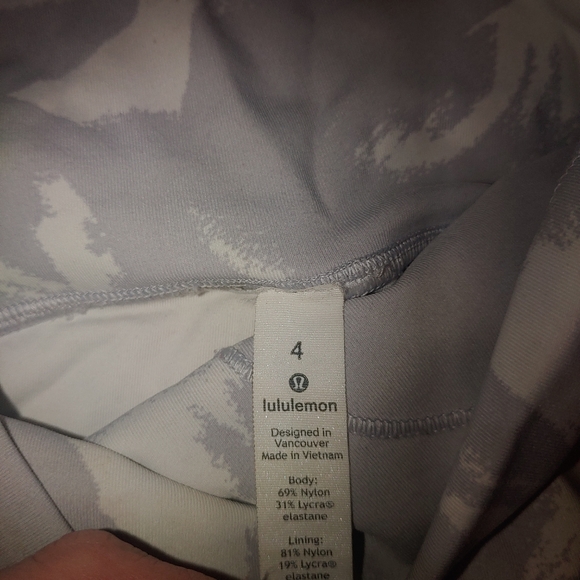 4
lululemon
Designed in
Vancouver
Made in Vietnam
Body:
69% Nylon
31% Lycra®
elastane
Lining:
81% Nylon
19% Lycra®
elastane